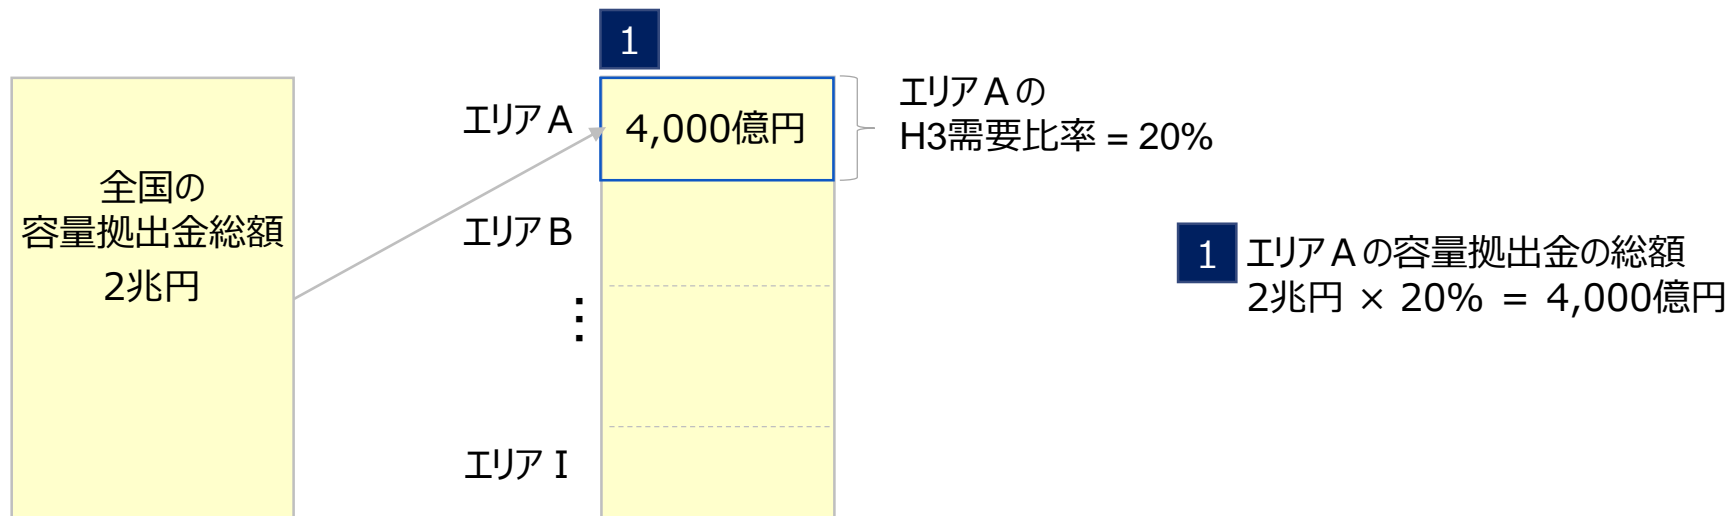 1
エリアA
4,000億円
エリアAの
H3需要比率 = 20%
全国の
容量拠出金総額
2兆円
エリアB
⋮
エリアI
1 エリアAの容量拠出金の総額
2兆円 × 20% = 4,000億円